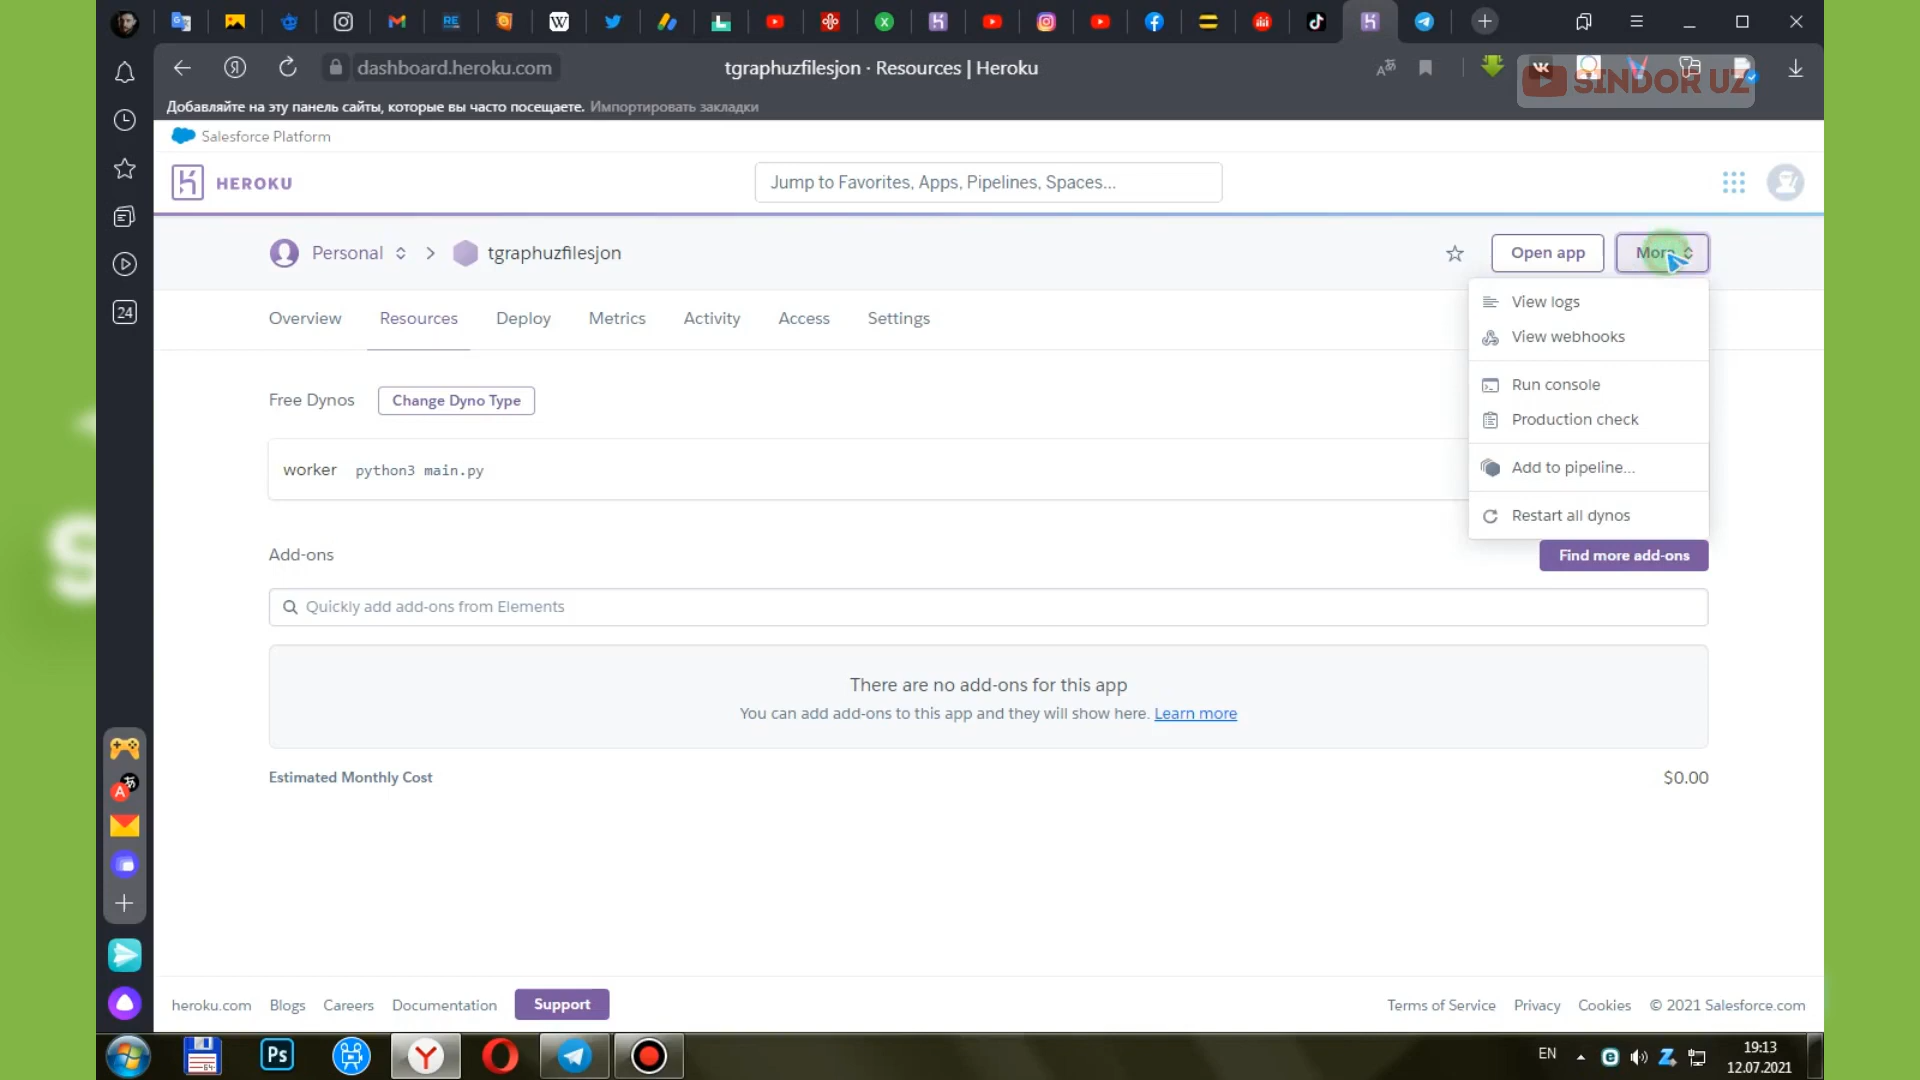 dashboard.heroku.com
tgraphuzfilesjon · Resources | Heroku
SINDOR UZ
Добавляйте на эту панель сайты, которые вы часто посещаете. Импортировать закладки
Salesforce Platform
HEROKU
Jump to Favorites, Apps, Pipelines, Spaces...
Personal
tgraphuzfilesjon
Open app
More
Overview
Resources
Deploy
Metrics
Activity
Access
Settings
View logs
View webhooks
Run console
Production check
Add to pipeline...
Restart all dynos
Free Dynos
Change Dyno Type
worker python3 main.py
Add-ons
Find more add-ons
Quickly add add-ons from Elements
There are no add-ons for this app
You can add add-ons to this app and they will show here. Learn more
Estimated Monthly Cost
$0.00
heroku.com
Blogs
Careers
Documentation
Support
Terms of Service
Privacy
Cookies
© 2021 Salesforce.com
24
Ps
EN
19:13
12.07.2021